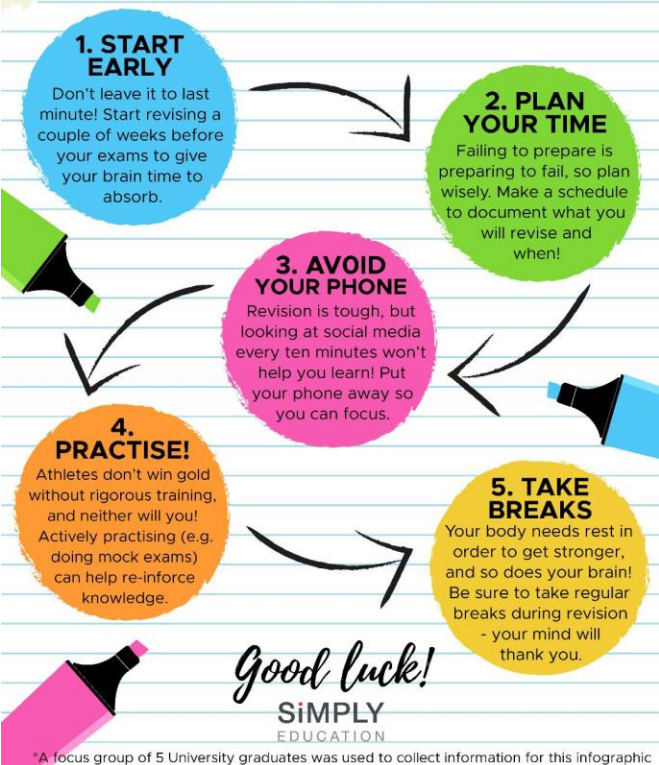 1. START
EARLY
Don't leave it to last
minute! Start revising a
couple of weeks before
your exams to give
your brain time to
absorb.
2. PLAN
YOUR TIME
Failing to prepare is
preparing to fail, so plan
wisely. Make a schedule
to document what you
will revise and
when!
3. AVOID
YOUR PHONE
Revision is tough, but
looking at social media
every ten minutes won't
help you learn! Put
your phone away so
you can focus.
4.
PRACTISE!
Athletes don't win gold
without rigorous training,
and neither will you!
Actively practising (e.g.
doing mock exams)
can help re-inforce
knowledge.
5. TAKE
BREAKS
Your body needs rest in
order to get stronger,
and so does your brain!
Be sure to take regular
breaks during revision
- your mind will
thank you.
Good luck!
SiMPLY
EDUCATION
*A focus group of 5 University graduates was used to collect information for this infographic